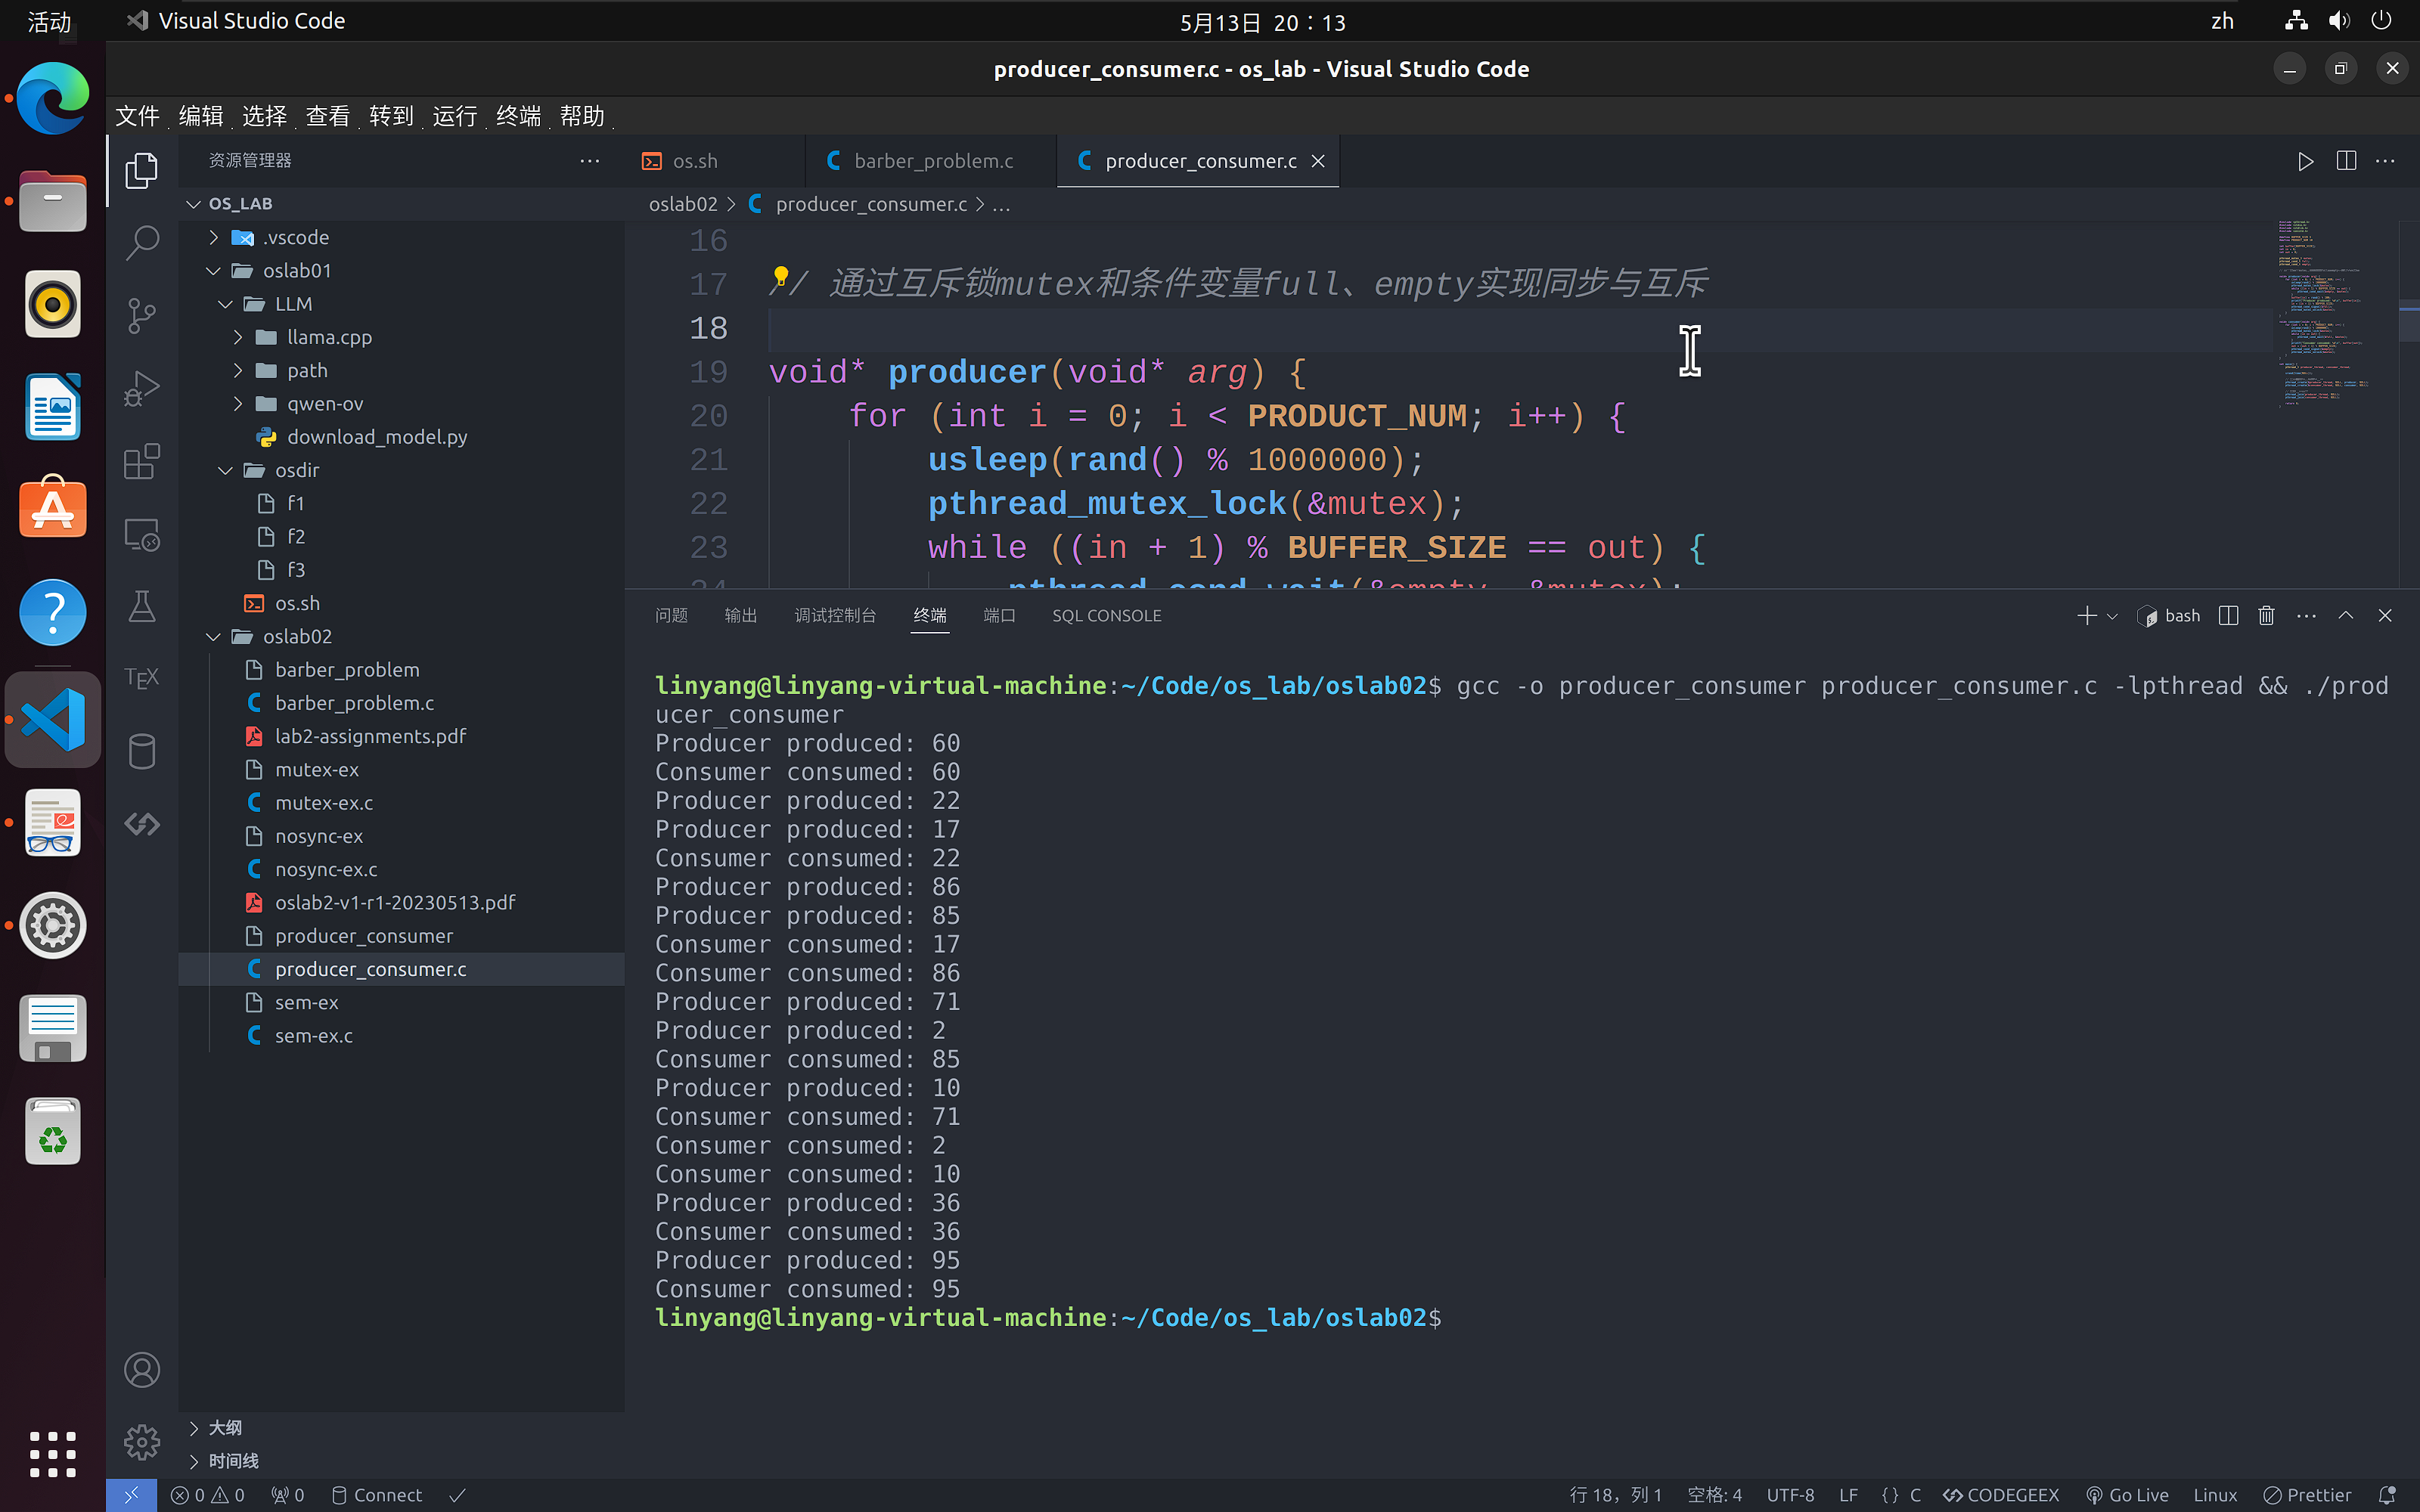 活动
Visual Studio Code
5月13日 20：13
zh
producer_consumer.c - os_lab - Visual Studio Code
文件 编辑 选择 查看 转到 运行 终端 帮助
资源管理器
os.sh
barber_problem.c
producer_consumer.c
OS_LAB
oslab02 > C producer_consumer.c > ...
.vscode
oslab01
LLM
llama.cpp
path
qwen-ov
download_model.py
osdir
f1
f2
f3
os.sh
oslab02
barber_problem
barber_problem.c
lab2-assignments.pdf
mutex-ex
mutex-ex.c
nosync-ex
nosync-ex.c
oslab2-v1-r1-20230513.pdf
producer_consumer
producer_consumer.c
sem-ex
sem-ex.c
大纲
时间线
16
17 // 通过互斥锁mutex和条件变量full、empty实现同步与互斥
18
19 void* producer(void* arg) {
20 for (int i = 0; i < PRODUCT_NUM; i++) {
21 usleep(rand() % 1000000);
22 pthread_mutex_lock(&mutex);
23 while ((in + 1) % BUFFER_SIZE == out) {
24 pthread_cond_wait(&empty, &mutex);
问题 输出 调试控制台 终端 端口 SQL CONSOLE
bash
linyang@linyang-virtual-machine:~/Code/os_lab/oslab02$ gcc -o producer_consumer producer_consumer.c -lpthread && ./prod
ucer_consumer
Producer produced: 60
Consumer consumed: 60
Producer produced: 22
Producer produced: 17
Consumer consumed: 22
Producer produced: 86
Producer produced: 85
Consumer consumed: 17
Consumer consumed: 86
Producer produced: 71
Producer produced: 2
Consumer consumed: 85
Producer produced: 10
Consumer consumed: 71
Consumer consumed: 2
Consumer consumed: 10
Producer produced: 36
Consumer consumed: 36
Producer produced: 95
Consumer consumed: 95
linyang@linyang-virtual-machine:~/Code/os_lab/oslab02$
0 0 0 Connect
行 18，列 1 空格: 4 UTF-8 LF {} C CODEGEEX Go Live Linux Prettier